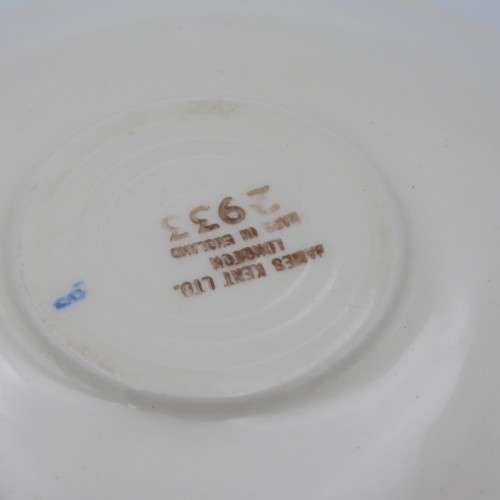 JAMES KENT LTD.
LONGTON
MADE IN ENGLAND